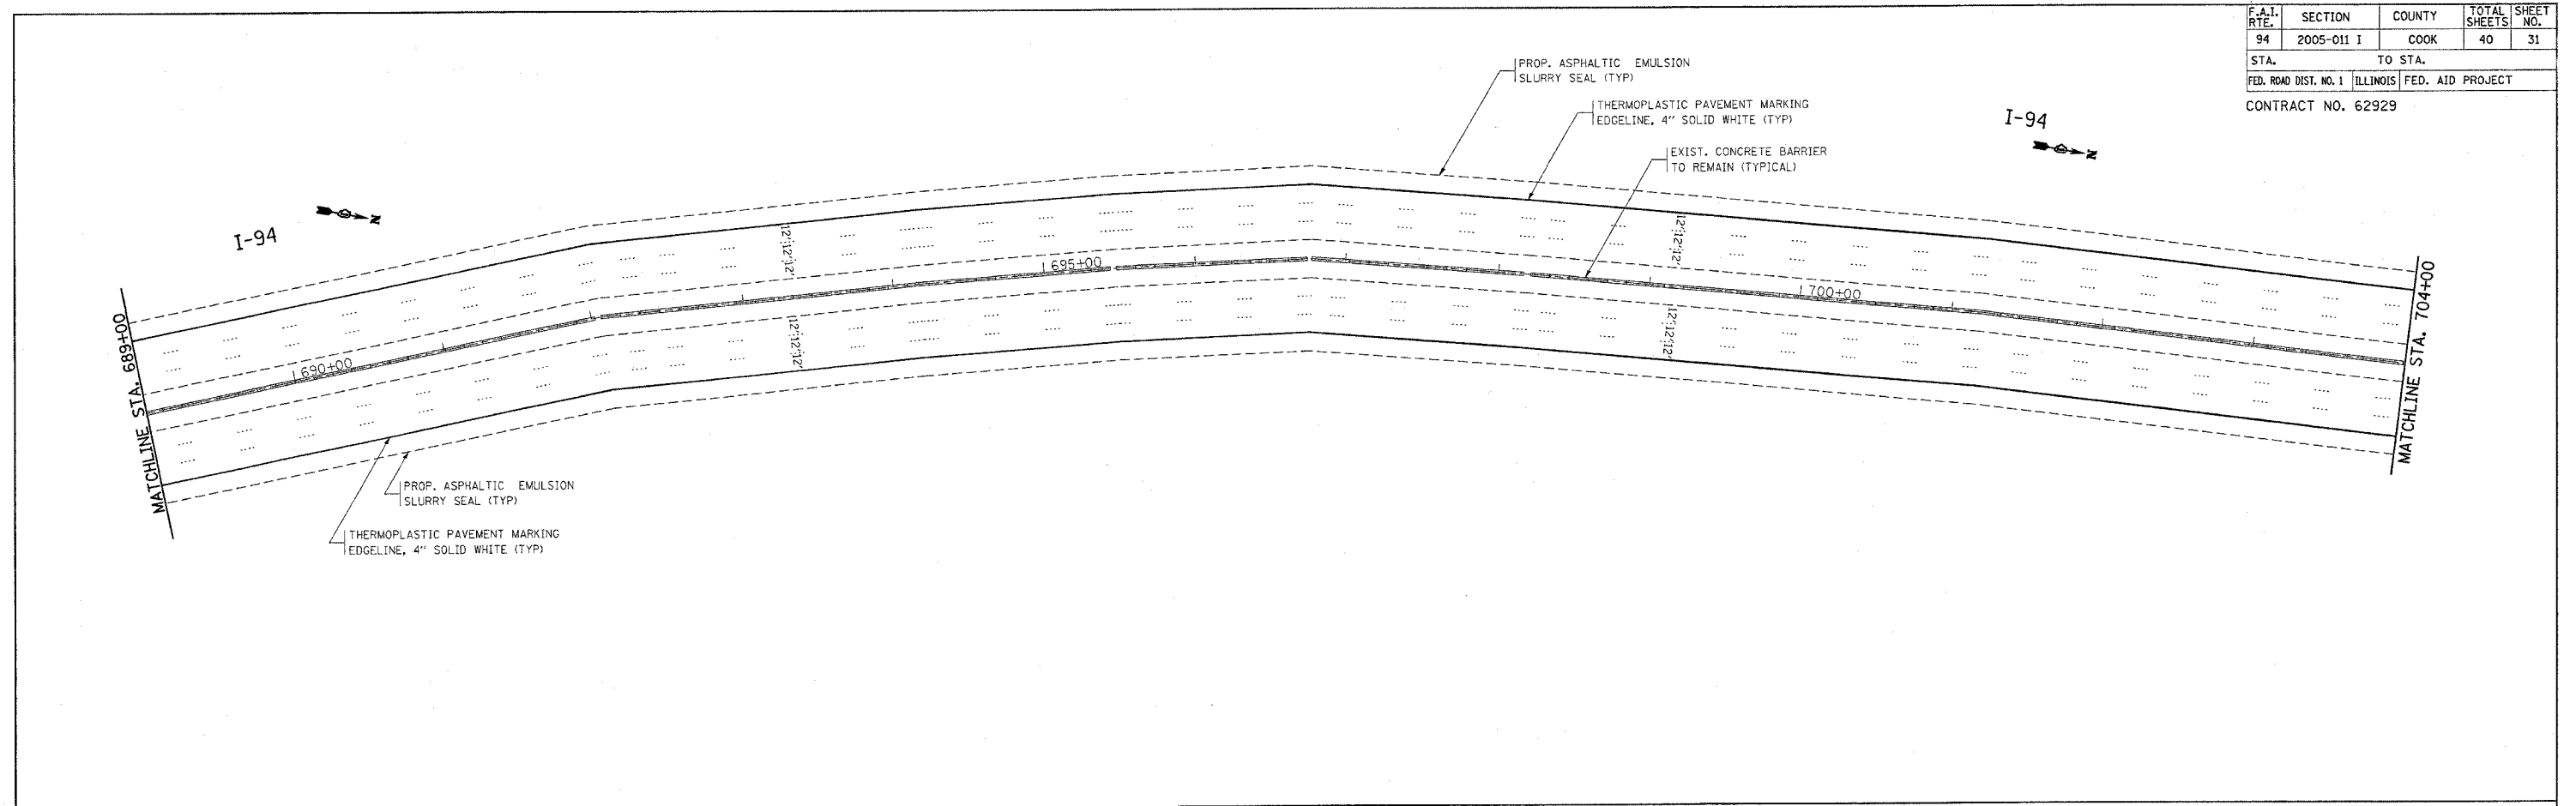 F.A.I. RTE. SECTION COUNTY TOTAL SHEETS SHEET NO.
94 2005-011 I COOK 40 31
STA. TO STA.
FED. ROAD DIST. NO. 1 ILLINOIS FED. AID PROJECT
CONTRACT NO. 62929
PROP. ASPHALTIC EMULSION
SLURRY SEAL (TYP)
THERMOPLASTIC PAVEMENT MARKING
EDGELINE, 4" SOLID WHITE (TYP)
EXIST. CONCRETE BARRIER
TO REMAIN (TYPICAL)
I-94
N
I-94
N
12' 12' 12'
12' 12' 12'
695+00
700+00
690+00
12' 12' 12'
12' 12' 12'
MATCHLINE STA. 689+00
MATCHLINE STA. 704+00
PROP. ASPHALTIC EMULSION
SLURRY SEAL (TYP)
THERMOPLASTIC PAVEMENT MARKING
EDGELINE, 4" SOLID WHITE (TYP)